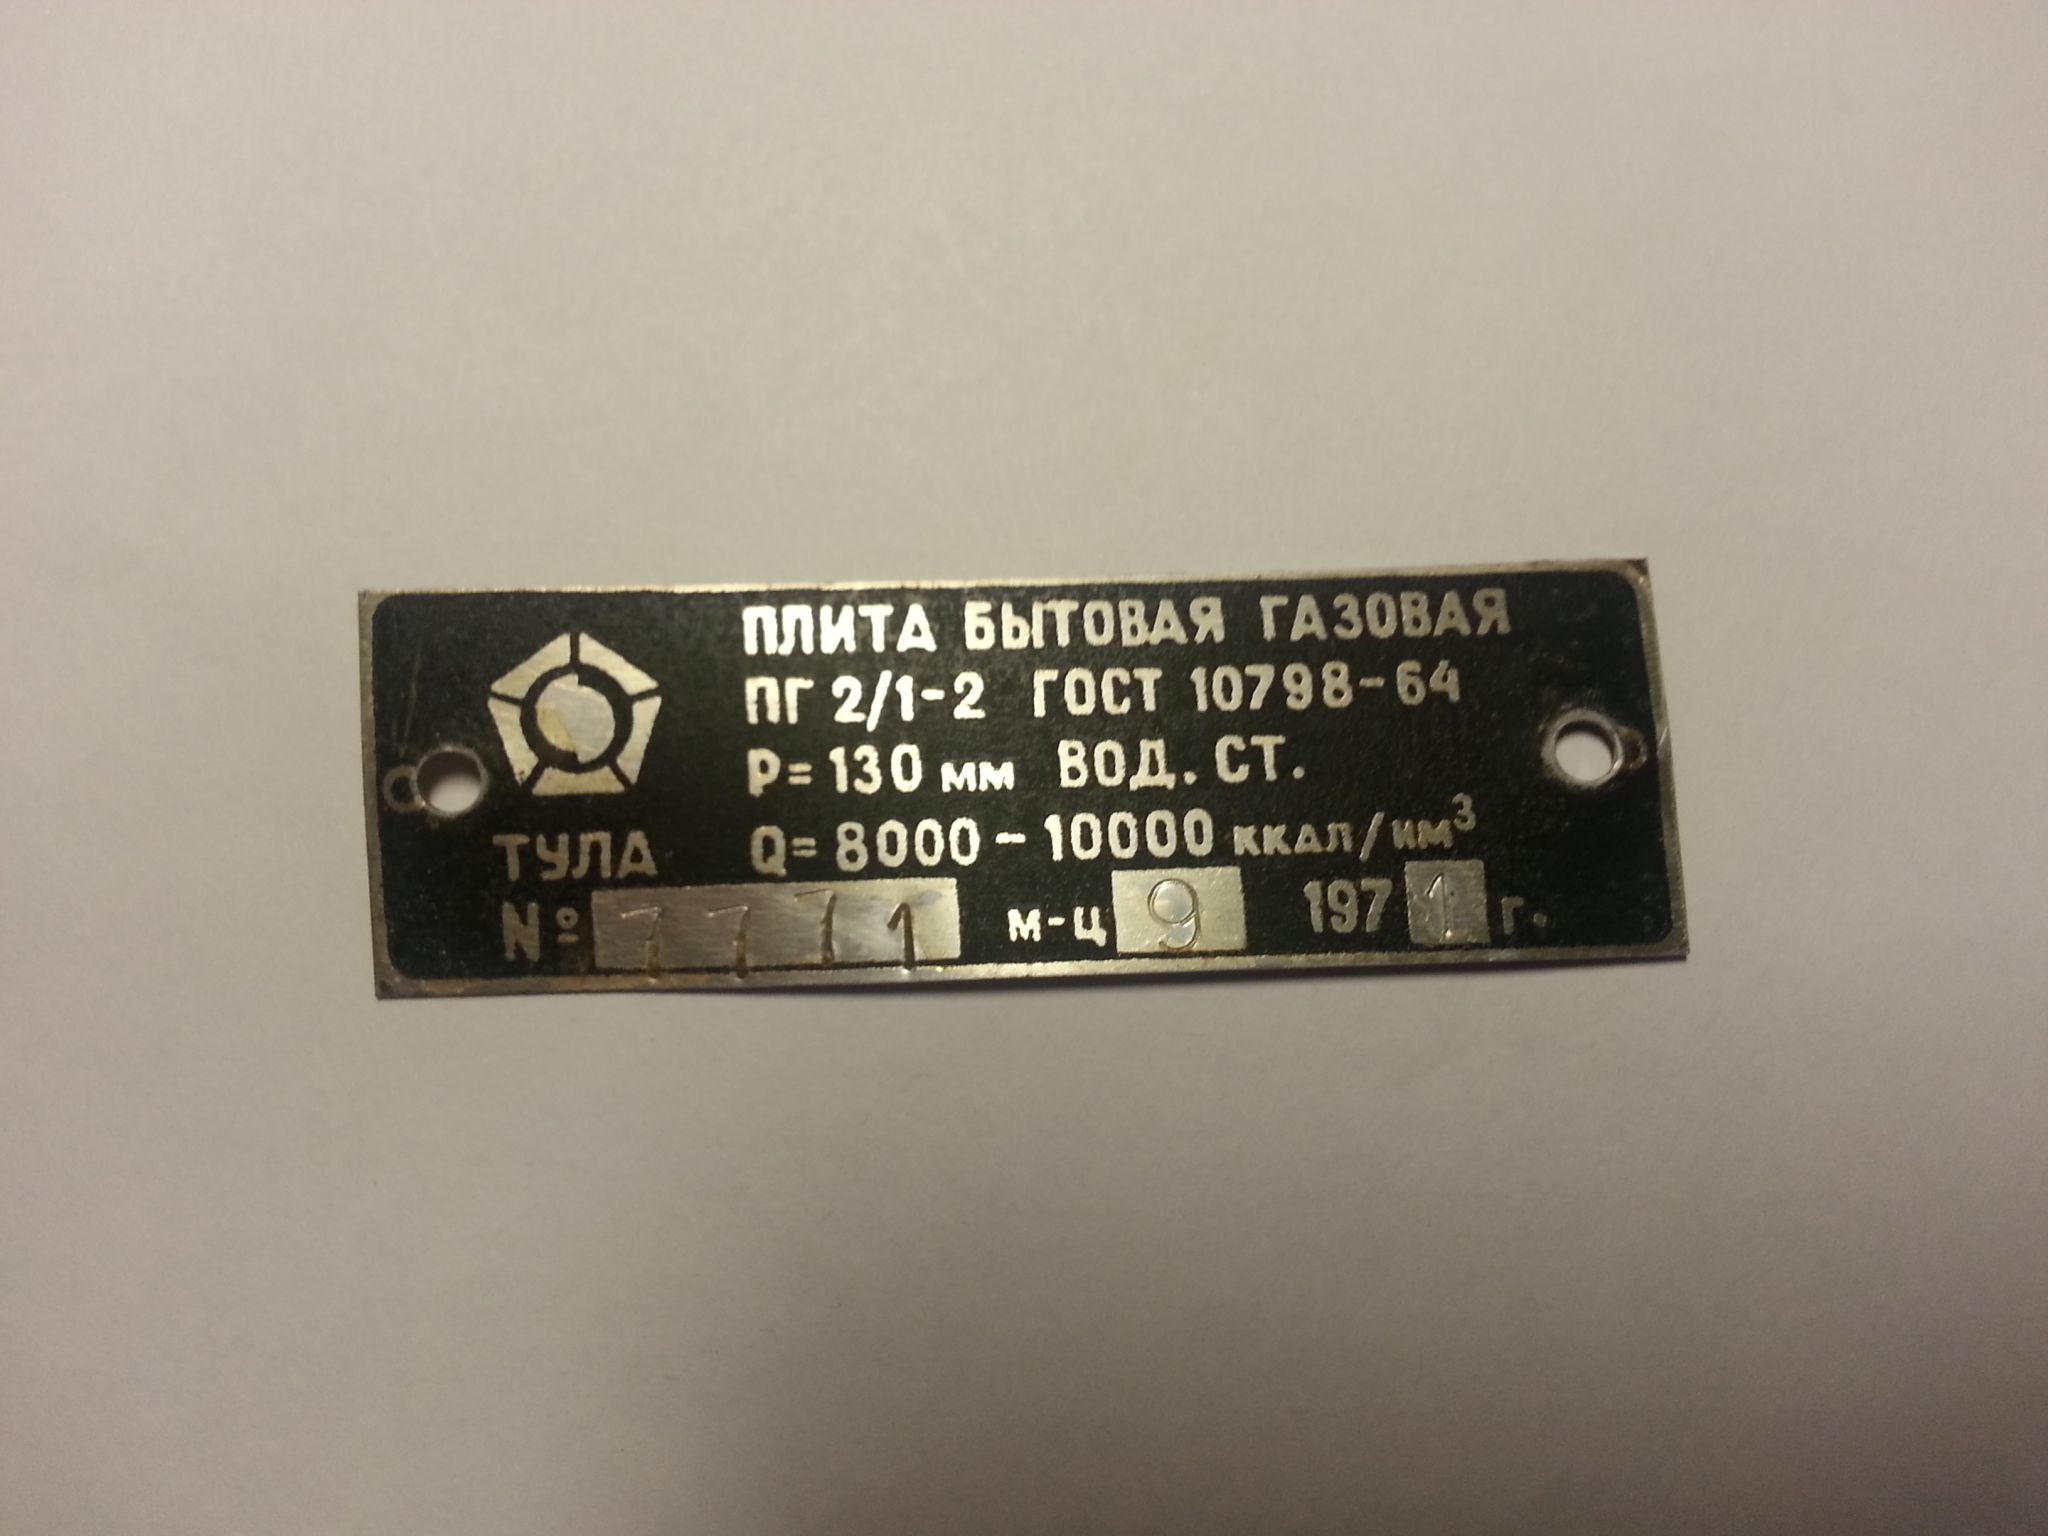 ПЛИТА БЫТОВАЯ ГАЗОВАЯ
ПГ 2/1-2 ГОСТ 10798-64
Р=130 мм ВОД. СТ.
ТУЛА Q=8000-10000 ккал/нм³
№ 7771 м-ц 9 1971 г.